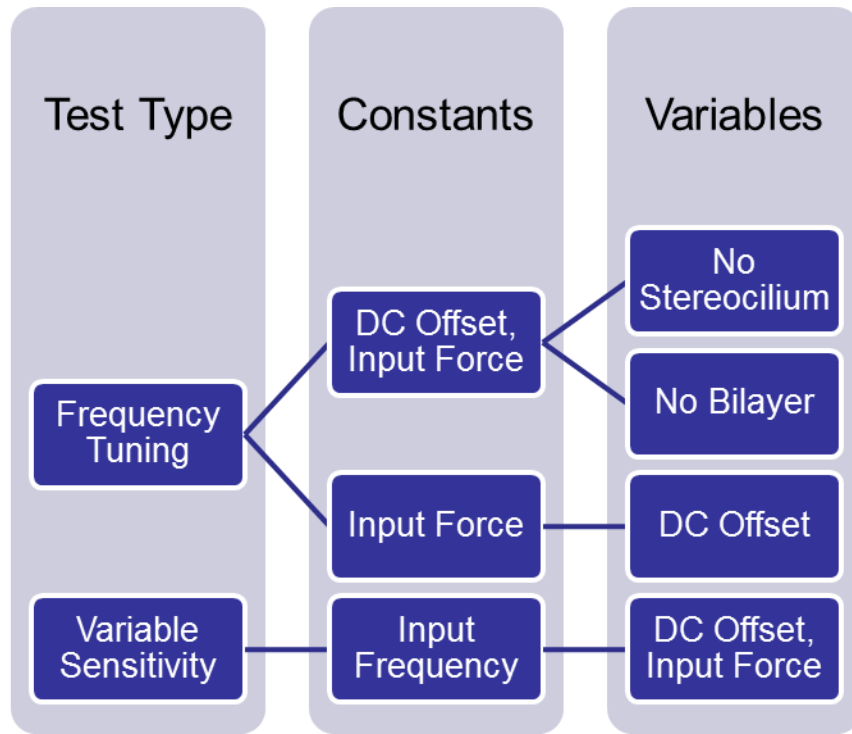 Test Type
Constants
Variables
No
Stereocilium
DC Offset,
Input Force
No Bilayer
Frequency
Tuning
Input Force
DC Offset
Variable
Sensitivity
Input
Frequency
DC Offset,
Input Force